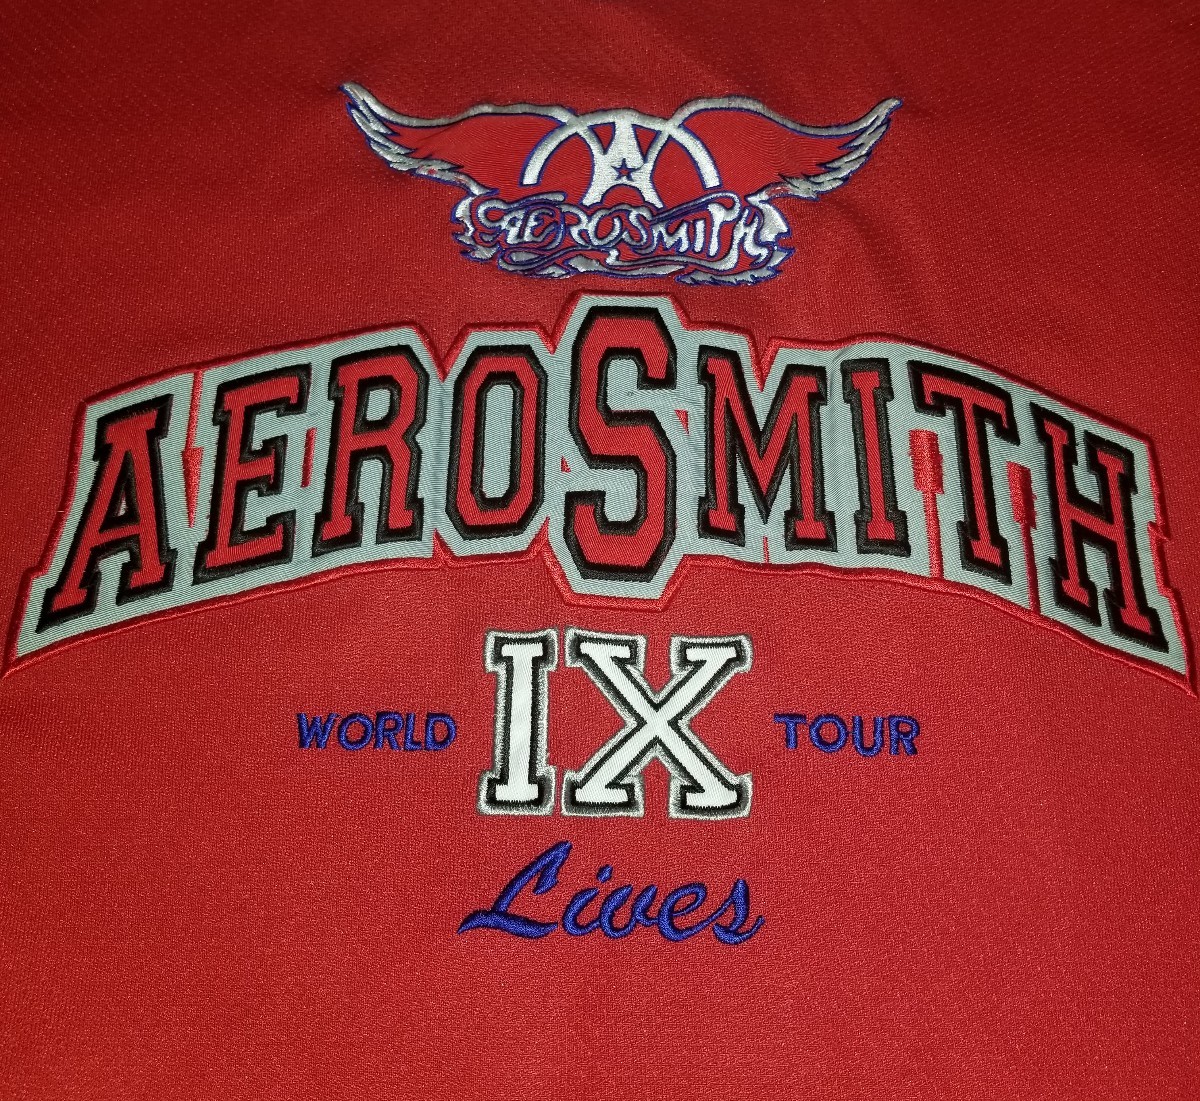 A
AEROSMITH
AEROSMITH
WORLD IX TOUR
Lives